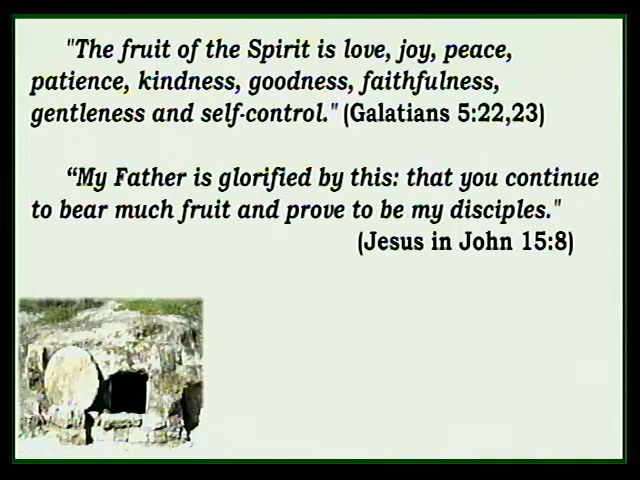 "The fruit of the Spirit is love, joy, peace,
patience, kindness, goodness, faithfulness,
gentleness and self-control." (Galatians 5:22,23)
“My Father is glorified by this: that you continue
to bear much fruit and prove to be my disciples."
(Jesus in John 15:8)